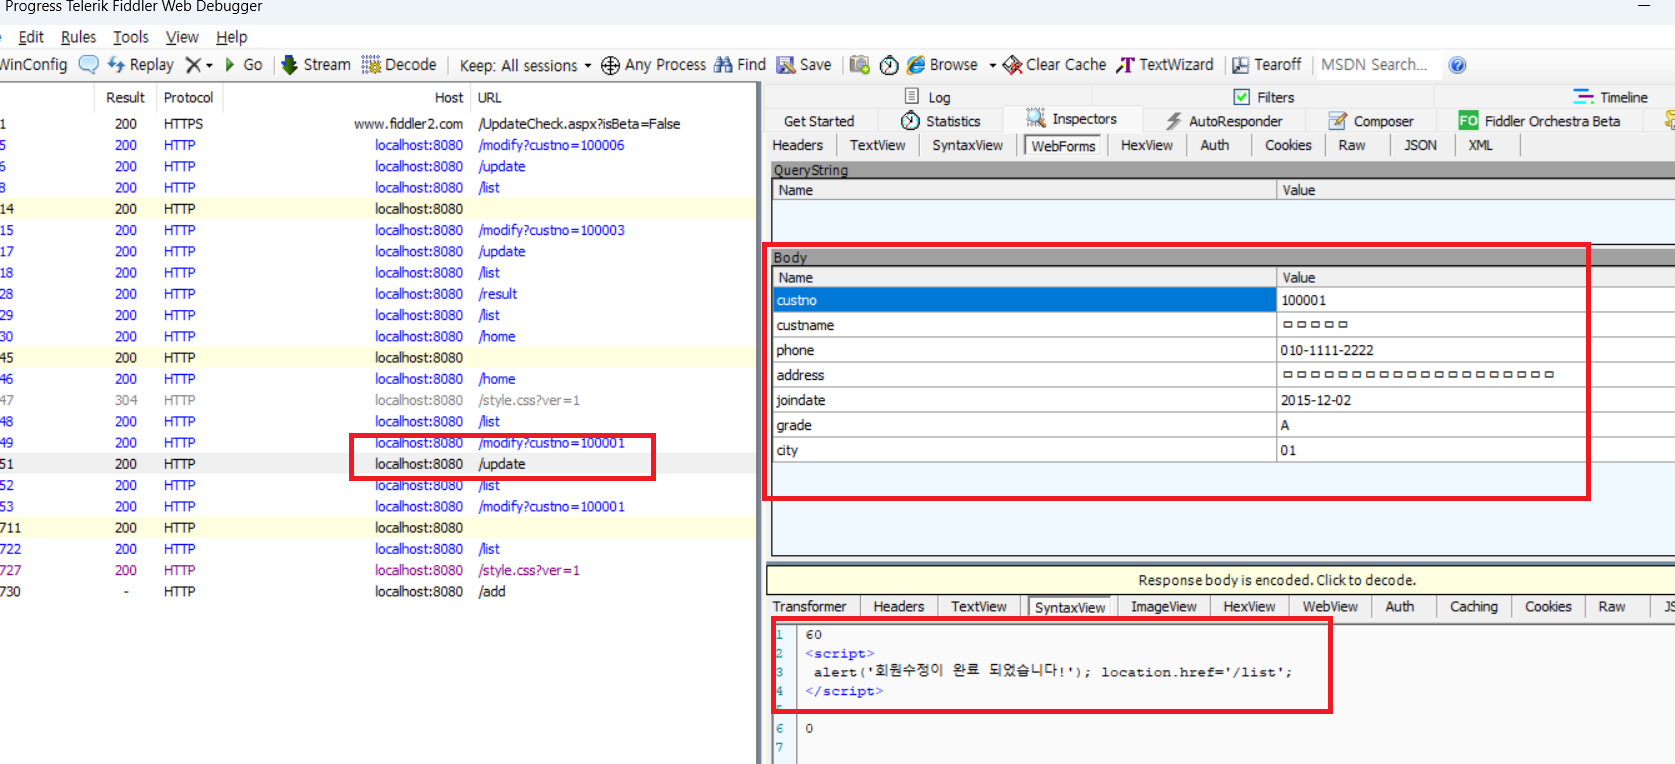 Progress Telerik Fiddler Web Debugger
Edit Rules Tools View Help
WinConfig Replay Go Stream Decode Keep: All sessions Any Process Find Save Browse Clear Cache TextWizard Tearoff MSDN Search...
Result Protocol Host URL
1 200 HTTPS www.fiddler2.com /UpdateCheck.aspx?isBeta=False
5 200 HTTP localhost:8080 /modify?custno=100006
6 200 HTTP localhost:8080 /update
8 200 HTTP localhost:8080 /list
14 200 HTTP localhost:8080
15 200 HTTP localhost:8080 /modify?custno=100003
17 200 HTTP localhost:8080 /update
18 200 HTTP localhost:8080 /list
28 200 HTTP localhost:8080 /result
29 200 HTTP localhost:8080 /list
30 200 HTTP localhost:8080 /home
45 200 HTTP localhost:8080
46 200 HTTP localhost:8080 /home
47 304 HTTP localhost:8080 /style.css?ver=1
48 200 HTTP localhost:8080 /list
49 200 HTTP localhost:8080 /modify?custno=100001
51 200 HTTP localhost:8080 /update
52 200 HTTP localhost:8080 /list
53 200 HTTP localhost:8080 /modify?custno=100001
711 200 HTTP localhost:8080
722 200 HTTP localhost:8080 /list
727 200 HTTP localhost:8080 /style.css?ver=1
730 - HTTP localhost:8080 /add
Log Filters Timeline
Get Started Statistics Inspectors AutoResponder Composer FO Fiddler Orchestra Beta
Headers TextView SyntaxView WebForms HexView Auth Cookies Raw JSON XML
QueryString
Name Value
Body
Name Value
custno 100001
custname □□□□□
phone 010-1111-2222
address □□□□□□□□□□□□□□□□□□□□
joindate 2015-12-02
grade A
city 01
Response body is encoded. Click to decode.
Transformer Headers TextView SyntaxView ImageView HexView WebView Auth Caching Cookies Raw JS
1 60
2 <script>
3 alert('회원수정이 완료 되었습니다!'); location.href='/list';
4 </script>
5
6 0
7